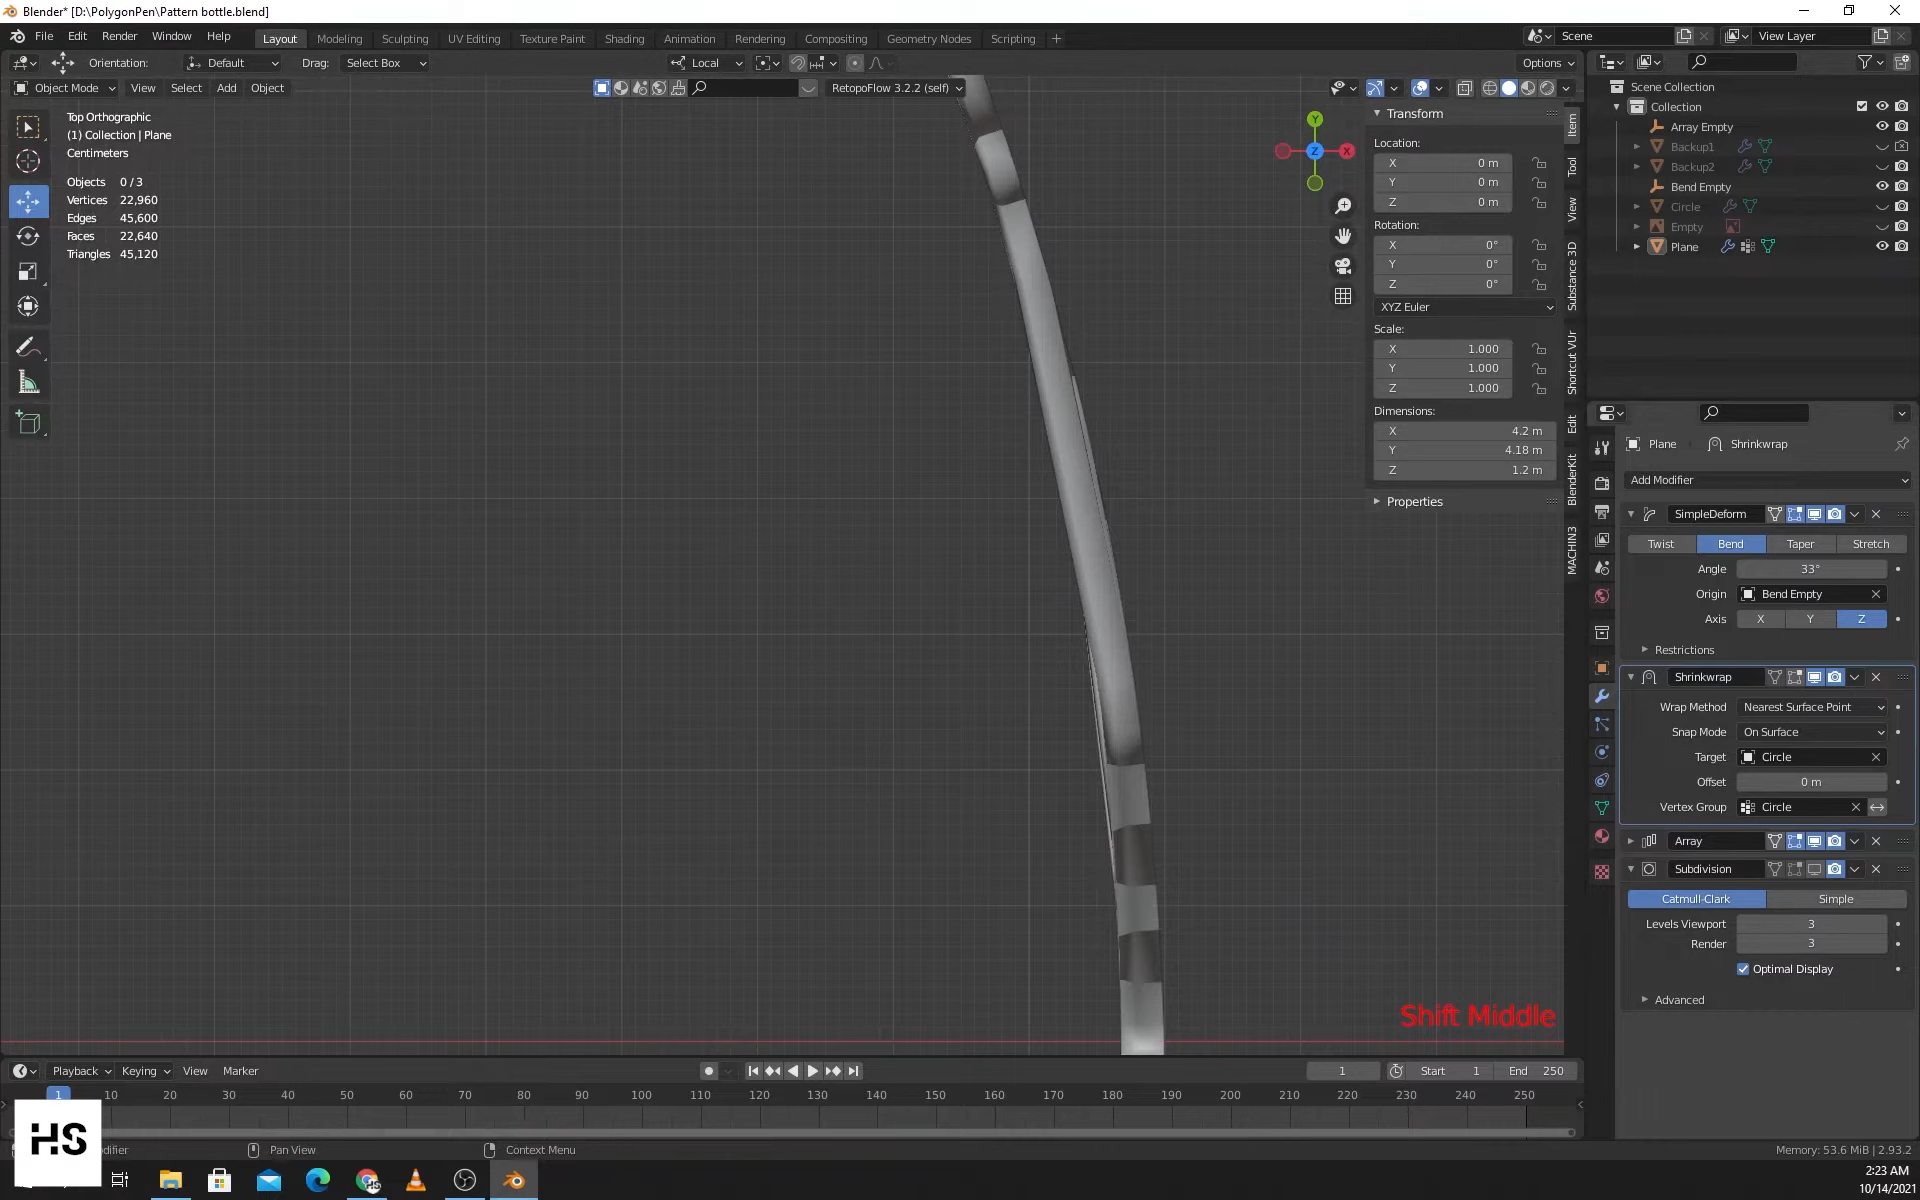 Blender* [D:\PolygonPen\Pattern bottle.blend]
File Edit Render Window Help Layout Modeling Sculpting UV Editing Texture Paint Shading Animation Rendering Compositing Geometry Nodes Scripting + Scene View Layer
Orientation: Default Drag: Select Box Local Options
Object Mode View Select Add Object RetopoFlow 3.2.2 (self)
Top Orthographic
(1) Collection | Plane
Centimeters
Objects 0 / 3
Vertices 22,960
Edges 45,600
Faces 22,640
Triangles 45,120
Y
Z X
Transform
Location:
X 0 m
Y 0 m
Z 0 m
Rotation:
X 0°
Y 0°
Z 0°
XYZ Euler
Scale:
X 1.000
Y 1.000
Z 1.000
Dimensions:
X 4.2 m
Y 4.18 m
Z 1.2 m
Properties
Item
Tool
View
Substance 3D
Shortcut VUr
Edit
BlenderKit
MACHIN3
Scene Collection
Collection
Array Empty
Backup1
Backup2
Bend Empty
Circle
Empty
Plane
Plane Shrinkwrap
Add Modifier
SimpleDeform
Twist Bend Taper Stretch
Angle 33°
Origin Bend Empty
Axis X Y Z
Restrictions
Shrinkwrap
Wrap Method Nearest Surface Point
Snap Mode On Surface
Target Circle
Offset 0 m
Vertex Group Circle
Array
Subdivision
Catmull-Clark Simple
Levels Viewport 3
Render 3
Optimal Display
Advanced
Shift Middle
Playback Keying View Marker 1 Start 1 End 250
1 10 20 30 40 50 60 70 80 90 100 110 120 130 140 150 160 170 180 190 200 210 220 230 240 250
HS
Pan View Context Menu Memory: 53.6 MiB | 2.93.2
2:23 AM
10/14/2021